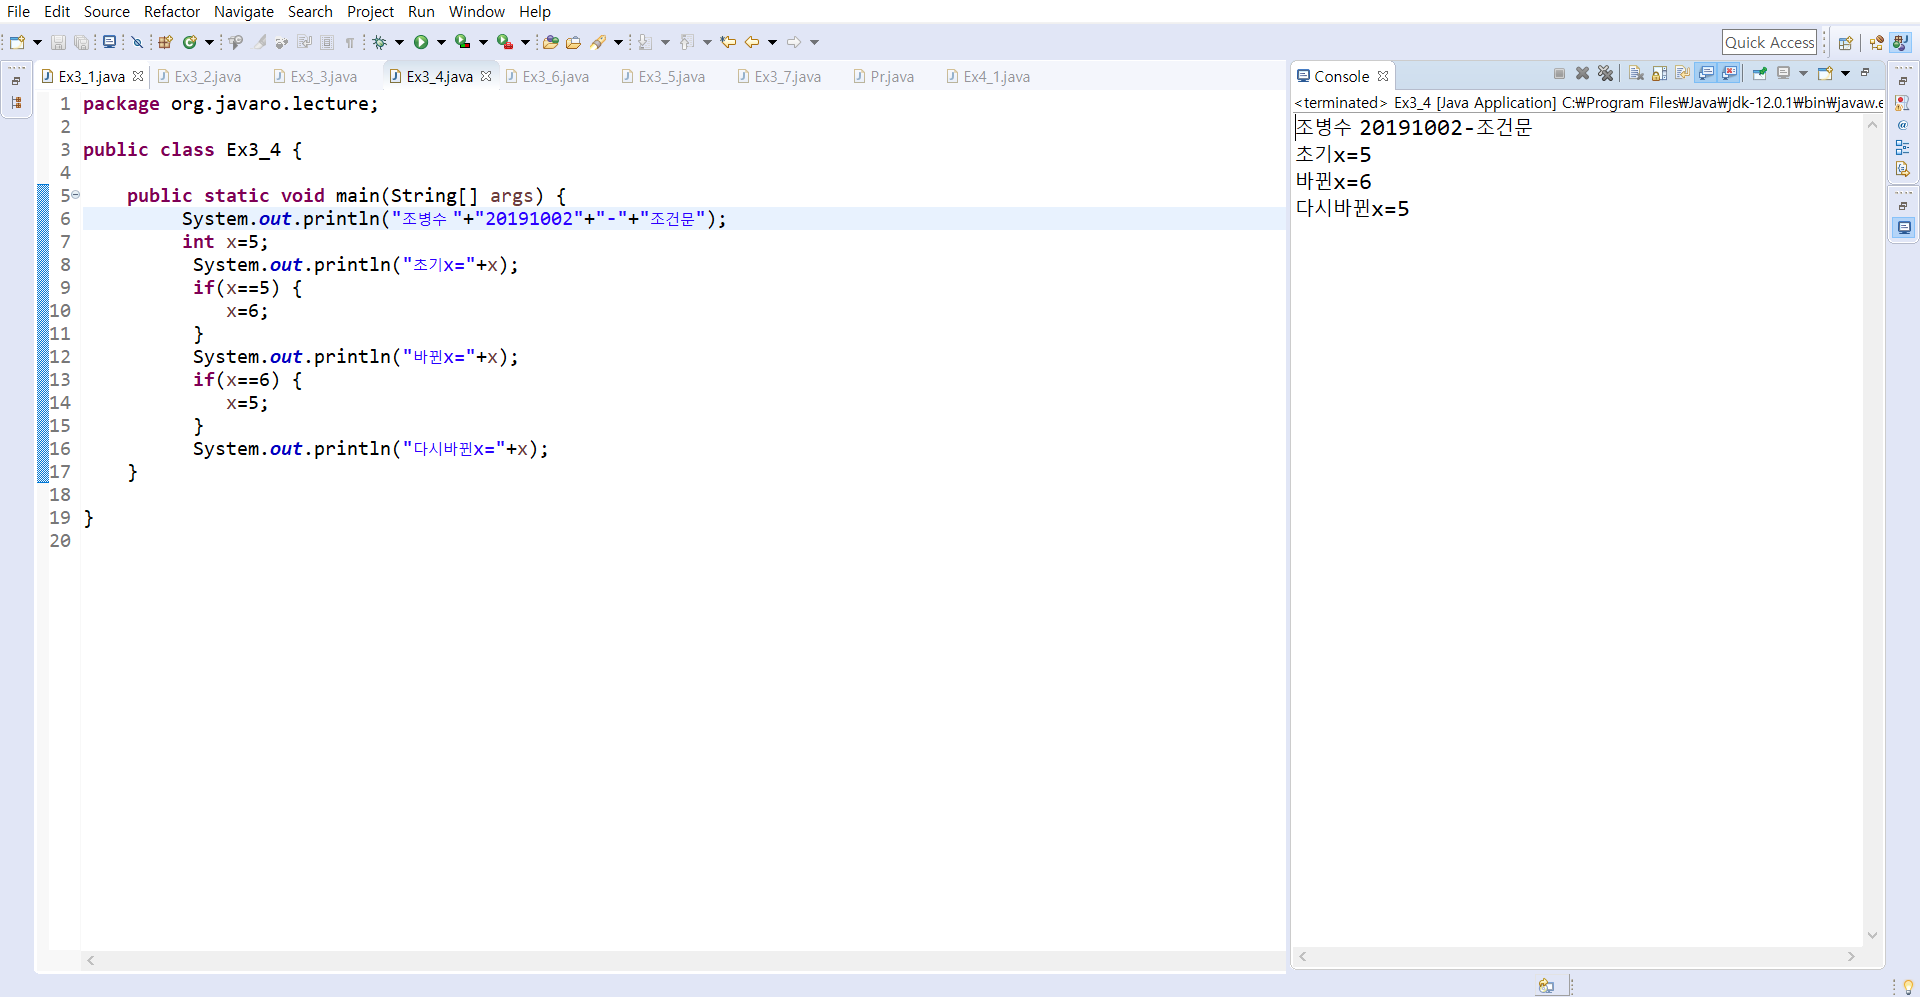 File Edit Source Refactor Navigate Search Project Run Window Help
Quick Access
Ex3_1.java Ex3_2.java Ex3_3.java Ex3_4.java Ex3_6.java Ex3_5.java Ex3_7.java Pr.java Ex4_1.java
1 package org.javaro.lecture;
2
3 public class Ex3_4 {
4
5 public static void main(String[] args) {
6 System.out.println("조병수 "+"20191002"+"-"+"조건문");
7 int x=5;
8 System.out.println("초기x="+x);
9 if(x==5) {
10 x=6;
11 }
12 System.out.println("바뀐x="+x);
13 if(x==6) {
14 x=5;
15 }
16 System.out.println("다시바뀐x="+x);
17 }
18
19 }
20
Console
<terminated> Ex3_4 [Java Application] C:₩Program Files₩Java₩jdk-12.0.1₩bin₩javaw.e
조병수 20191002-조건문
초기x=5
바뀐x=6
다시바뀐x=5